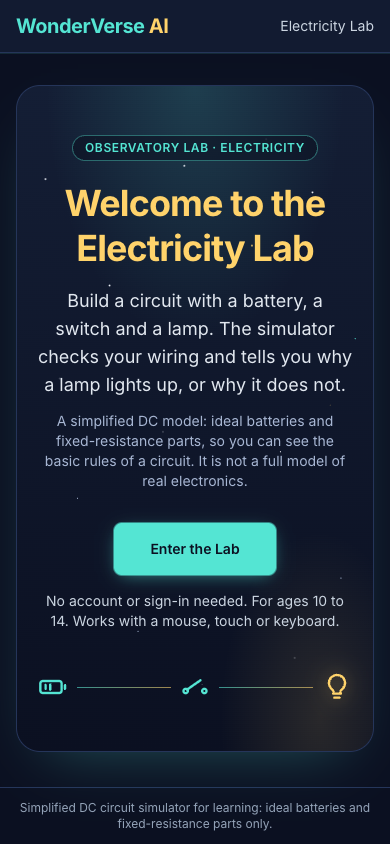 WonderVerse AI
Electricity Lab
OBSERVATORY LAB · ELECTRICITY
Welcome to the
Electricity Lab
Build a circuit with a battery, a
switch and a lamp. The simulator
checks your wiring and tells you why
a lamp lights up, or why it does not.
A simplified DC model: ideal batteries and
fixed-resistance parts, so you can see the
basic rules of a circuit. It is not a full model of
real electronics.
Enter the Lab
No account or sign-in needed. For ages 10 to
14. Works with a mouse, touch or keyboard.
Simplified DC circuit simulator for learning: ideal batteries and
fixed-resistance parts only.